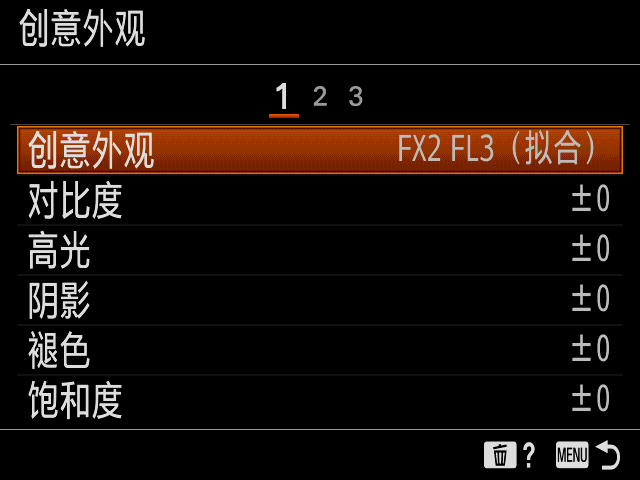 创意外观
1 2 3
创意外观 FX2 FL3（拟合）
对比度 ±0
高光 ±0
阴影 ±0
褪色 ±0
饱和度 ±0
? MENU